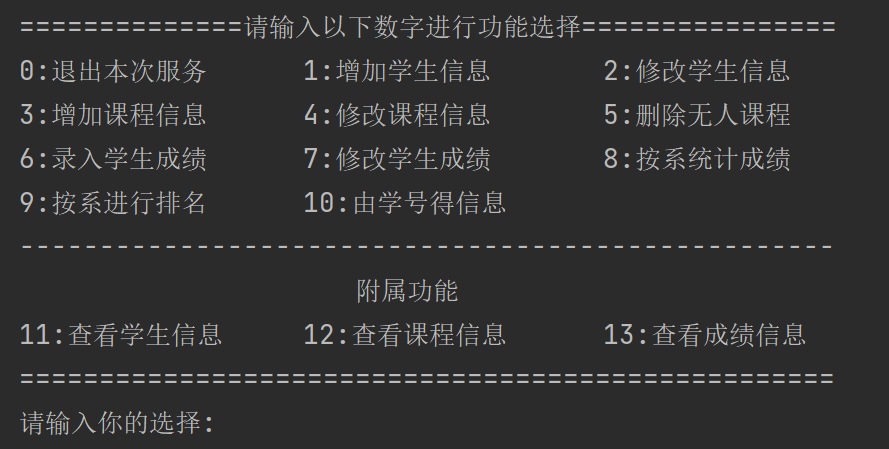 ==============请输入以下数字进行功能选择================
0:退出本次服务      1:增加学生信息       2:修改学生信息
3:增加课程信息      4:修改课程信息       5:删除无人课程
6:录入学生成绩      7:修改学生成绩       8:按系统计成绩
9:按系进行排名      10:由学号得信息
---------------------------------------------------
附属功能
11:查看学生信息     12:查看课程信息      13:查看成绩信息
===================================================
请输入你的选择: